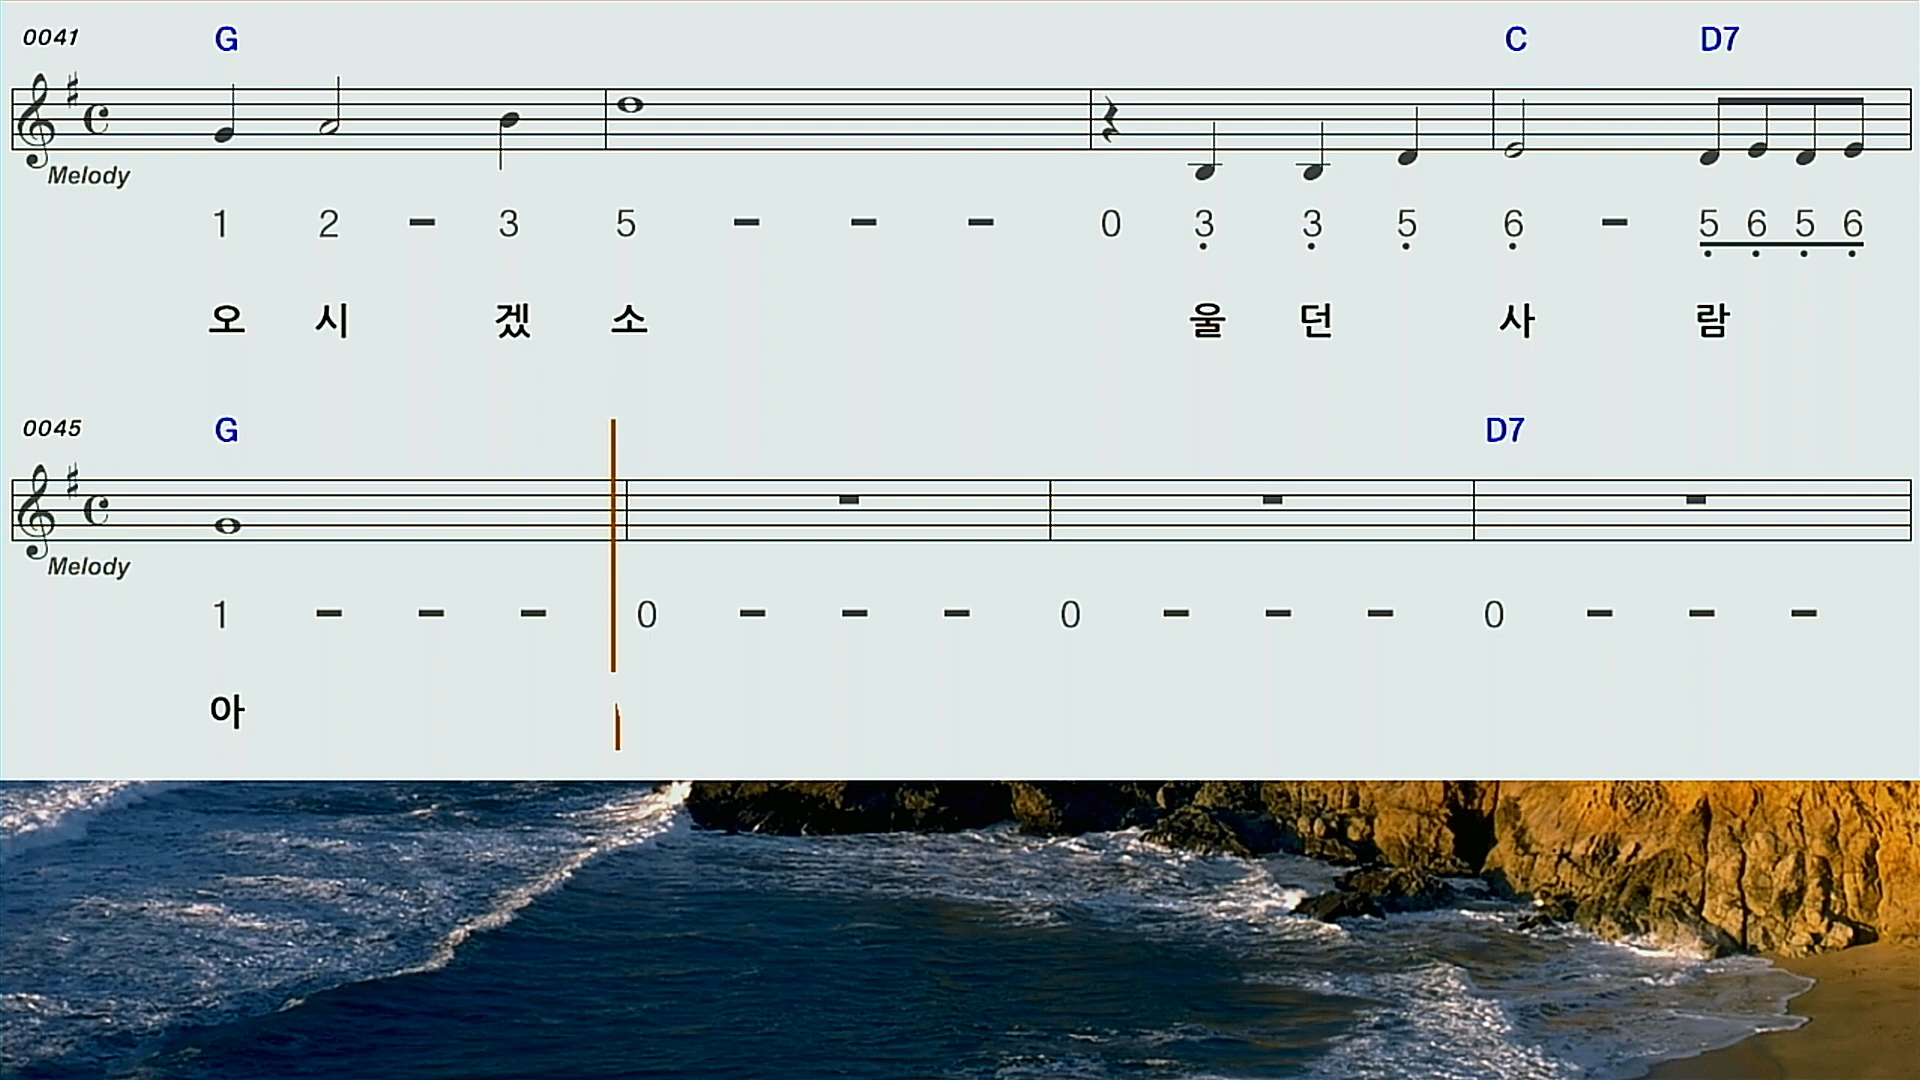 0041 G C D7
Melody
1 2 - 3 5 - - - 0 3 3 5 6 - 5 6 5 6
오 시 겠 소 울 던 사 람
0045 G D7
Melody
1 - - - 0 - - - 0 - - - 0 - - -
아